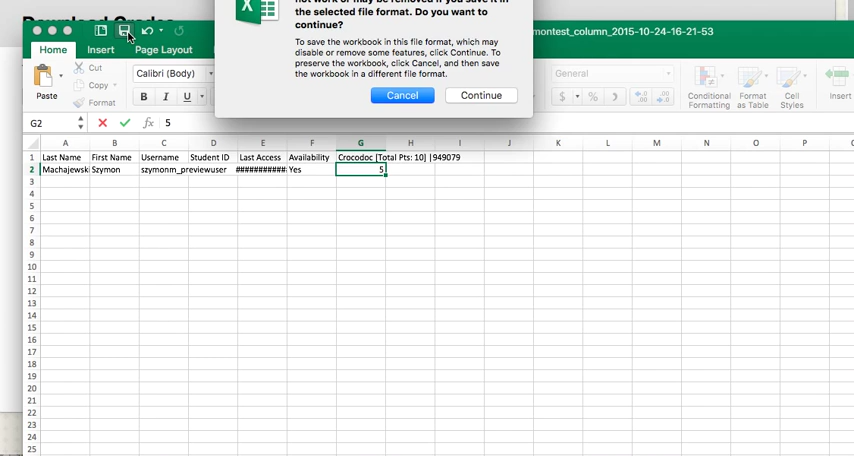 Download Grades
not work or may be removed if you save it in
the selected file format. Do you want to
continue?
To save the workbook in this file format, which may
disable or remove some features, click Continue. To
preserve the workbook, click Cancel, and then save
the workbook in a different file format.
Cancel Continue
montest_column_2015-10-24-16-21-53
Home Insert Page Layout
Paste
Cut
Copy
Format
Calibri (Body)
B I U
General
$ % )
Conditional
Formatting
Format
as Table
Cell
Styles
Insert
G2 fx 5
A B C D E F G H I J K L M N O P
1 Last Name First Name Username Student ID Last Access Availability Crocodoc [Total Pts: 10] |949079
2 Machajewski Szymon szymonm_previewuser ########### Yes 5
3
4
5
6
7
8
9
10
11
12
13
14
15
16
17
18
19
20
21
22
23
24
25